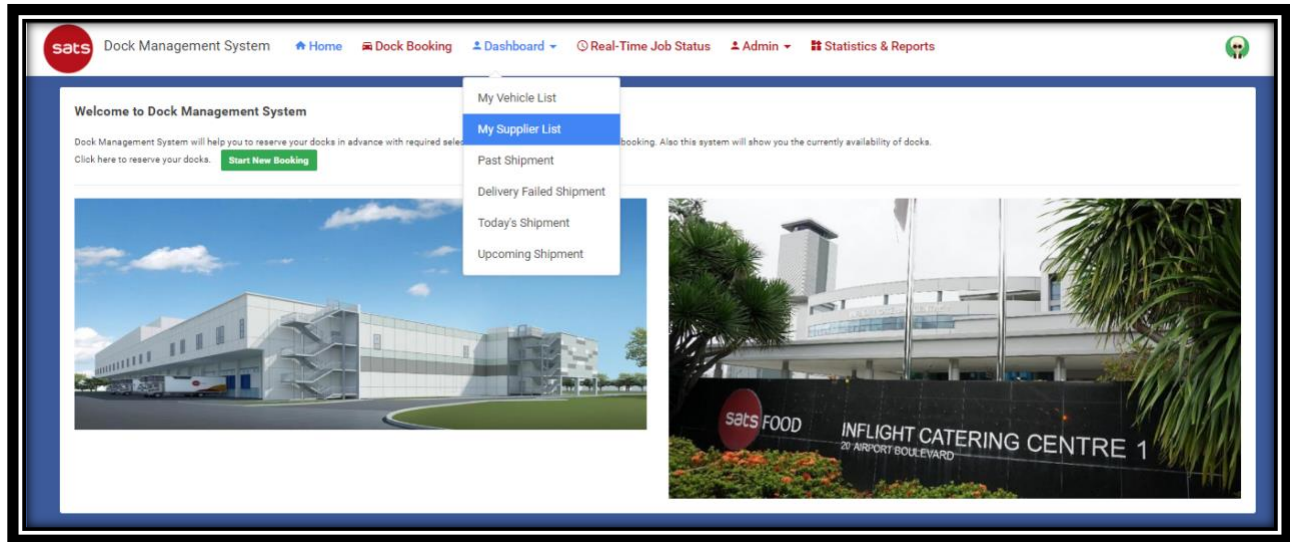 sats
Dock Management System
Home
Dock Booking
Dashboard
Real-Time Job Status
Admin
Statistics & Reports
My Vehicle List
My Supplier List
Past Shipment
Delivery Failed Shipment
Today's Shipment
Upcoming Shipment
Welcome to Dock Management System
Dock Management System will help you to reserve your docks in advance with required booking. Also this system will show you the currently availability of docks.
Click here to reserve your docks.
Start New Booking
sats FOOD
INFLIGHT CATERING CENTRE 1
20 AIRPORT BOULEVARD